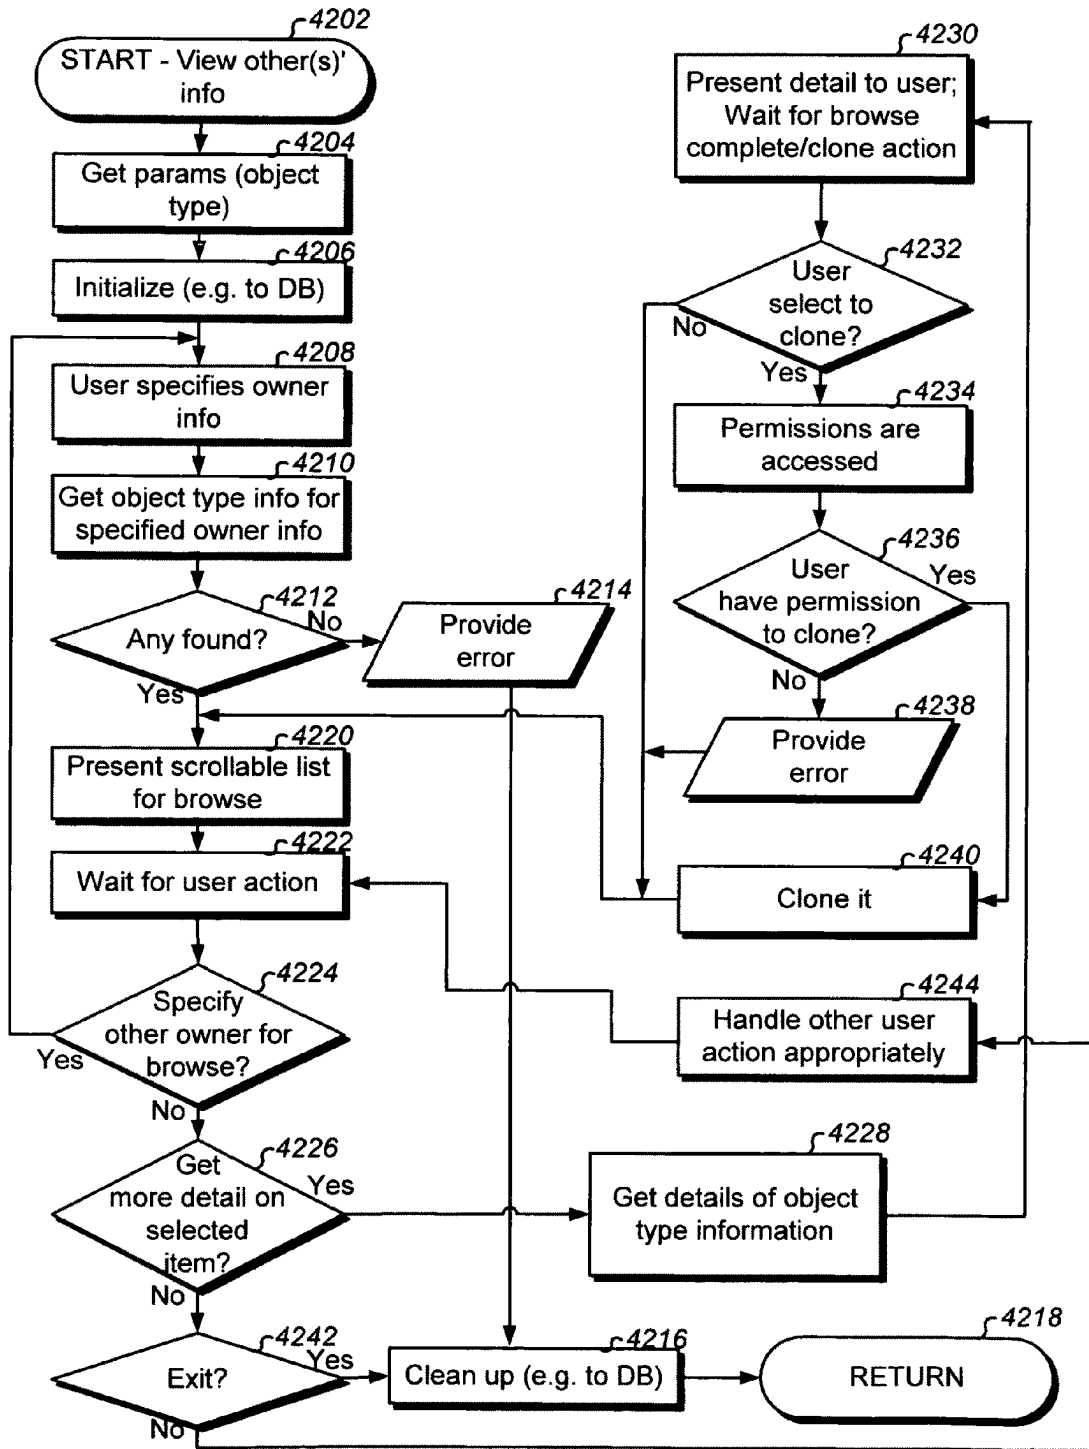 4202
START - View other(s)'
info
4204
Get params (object
type)
4206
Initialize (e.g. to DB)
4208
User specifies owner
info
4210
Get object type info for
specified owner info
4212
Any found?
No
Yes
4214
Provide
error
4220
Present scrollable list
for browse
4222
Wait for user action
4224
Specify
other owner for
browse?
Yes
No
4226
Get
more detail on
selected
item?
Yes
No
4242
Exit?
Yes
No
4216
Clean up (e.g. to DB)
4218
RETURN
4228
Get details of object
type information
4230
Present detail to user;
Wait for browse
complete/clone action
4232
User
select to
clone?
No
Yes
4234
Permissions are
accessed
4236
User
have permission
to clone?
Yes
No
4238
Provide
error
4240
Clone it
4244
Handle other user
action appropriately